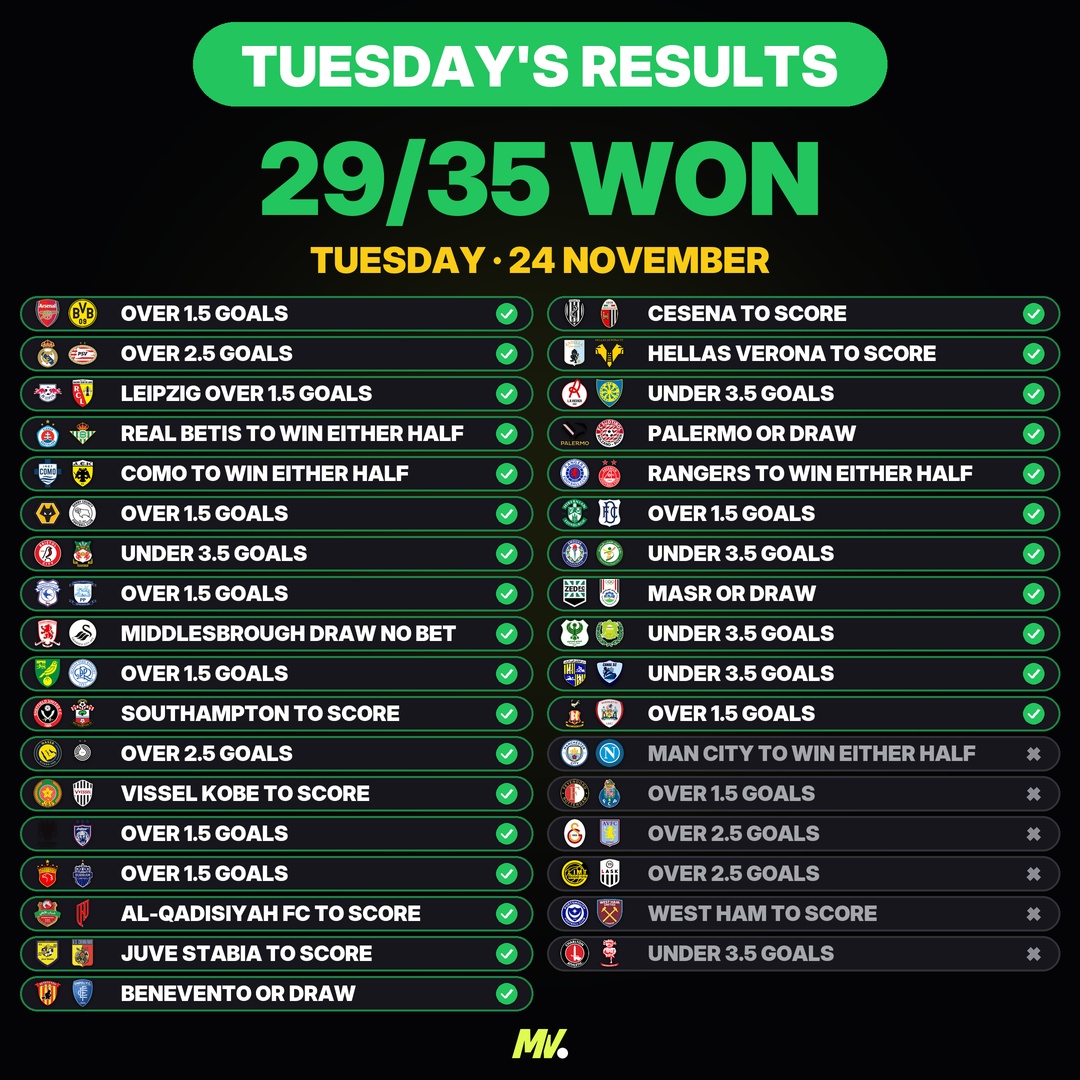 TUESDAY'S RESULTS
29/35 WON
TUESDAY · 24 NOVEMBER
OVER 1.5 GOALS
OVER 2.5 GOALS
LEIPZIG OVER 1.5 GOALS
REAL BETIS TO WIN EITHER HALF
COMO TO WIN EITHER HALF
OVER 1.5 GOALS
UNDER 3.5 GOALS
OVER 1.5 GOALS
MIDDLESBROUGH DRAW NO BET
OVER 1.5 GOALS
SOUTHAMPTON TO SCORE
OVER 2.5 GOALS
VISSEL KOBE TO SCORE
OVER 1.5 GOALS
OVER 1.5 GOALS
AL-QADISIYAH FC TO SCORE
JUVE STABIA TO SCORE
BENEVENTO OR DRAW
CESENA TO SCORE
HELLAS VERONA TO SCORE
UNDER 3.5 GOALS
PALERMO OR DRAW
RANGERS TO WIN EITHER HALF
OVER 1.5 GOALS
UNDER 3.5 GOALS
MASR OR DRAW
UNDER 3.5 GOALS
UNDER 3.5 GOALS
OVER 1.5 GOALS
MAN CITY TO WIN EITHER HALF
OVER 1.5 GOALS
OVER 2.5 GOALS
OVER 2.5 GOALS
WEST HAM TO SCORE
UNDER 3.5 GOALS
MV.